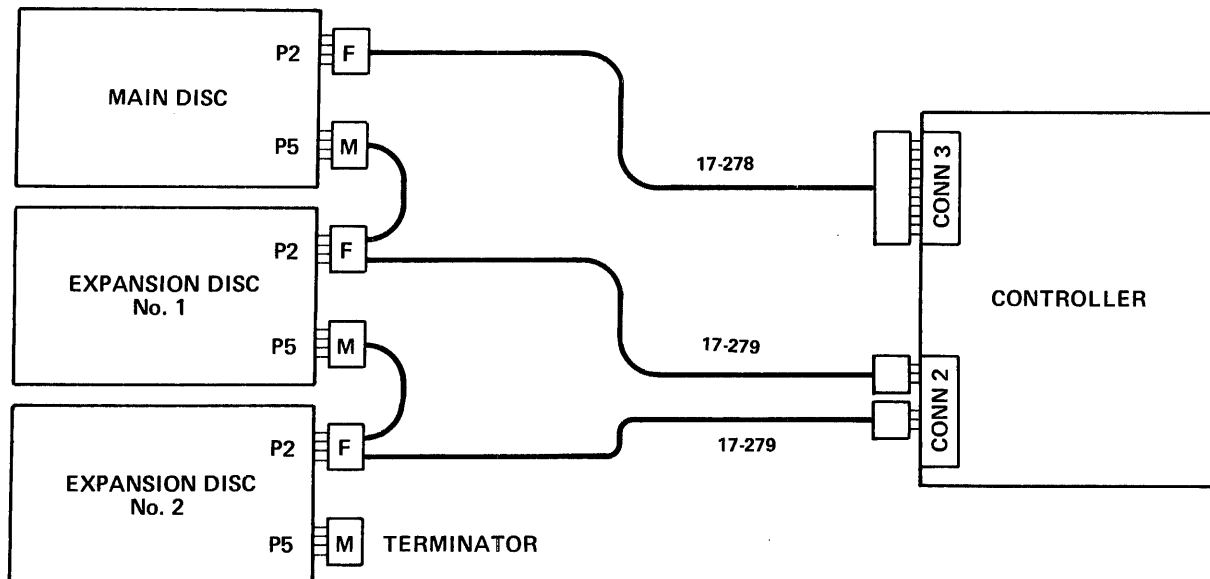 P2 F
MAIN DISC
P5 M
17-278
CONN 3
P2 F
EXPANSION DISC
No. 1
P5 M
17-279
CONTROLLER
CONN 2
P2 F
17-279
EXPANSION DISC
No. 2
P5 M TERMINATOR